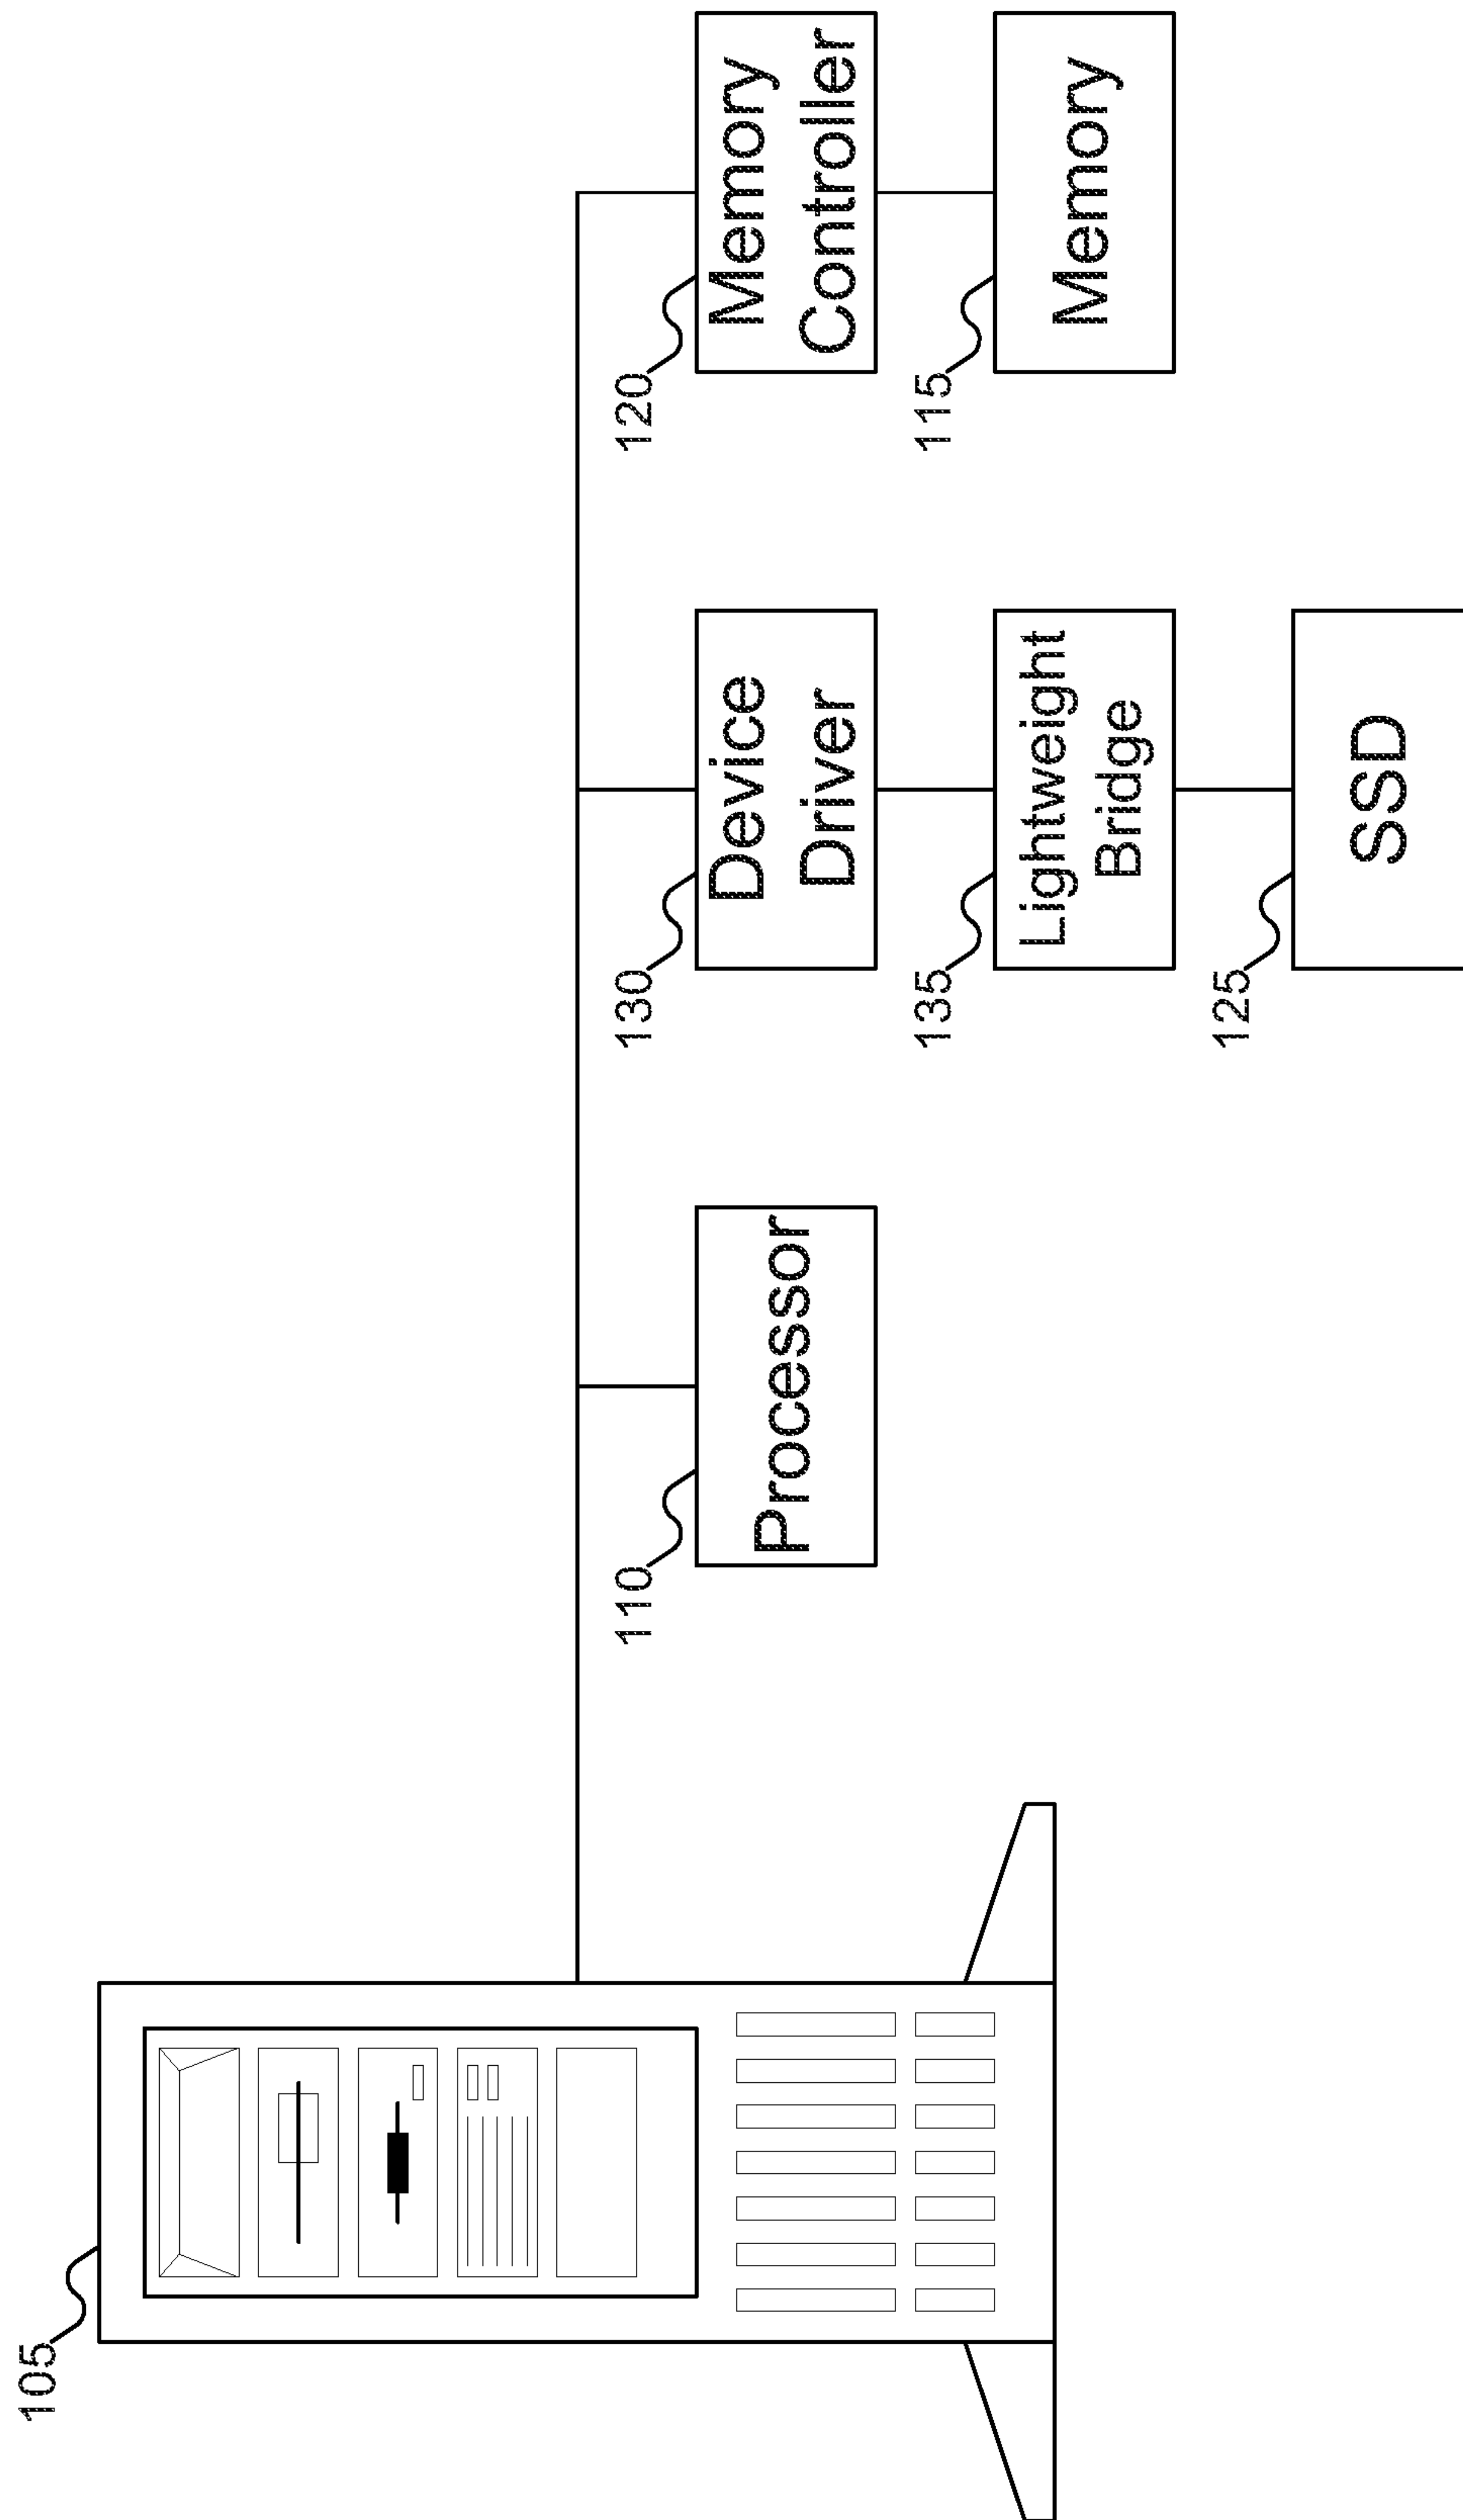 105
110
Processor
130
Device
Driver
120
Memory
Controller
135
Lightweight
Bridge
115
Memory
125
SSD